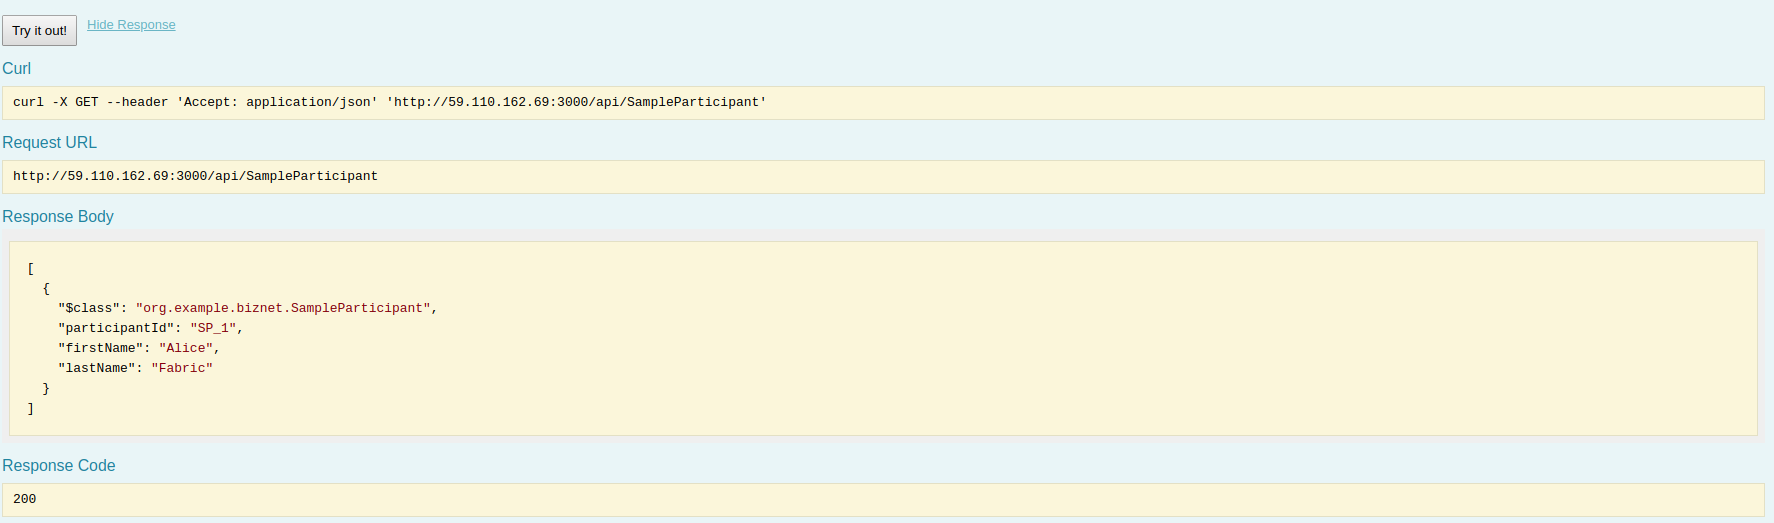 Try it out! Hide Response
Curl
curl -X GET --header 'Accept: application/json' 'http://59.110.162.69:3000/api/SampleParticipant'
Request URL
http://59.110.162.69:3000/api/SampleParticipant
Response Body
[
  {
    "$class": "org.example.biznet.SampleParticipant",
    "participantId": "SP_1",
    "firstName": "Alice",
    "lastName": "Fabric"
  }
]
Response Code
200